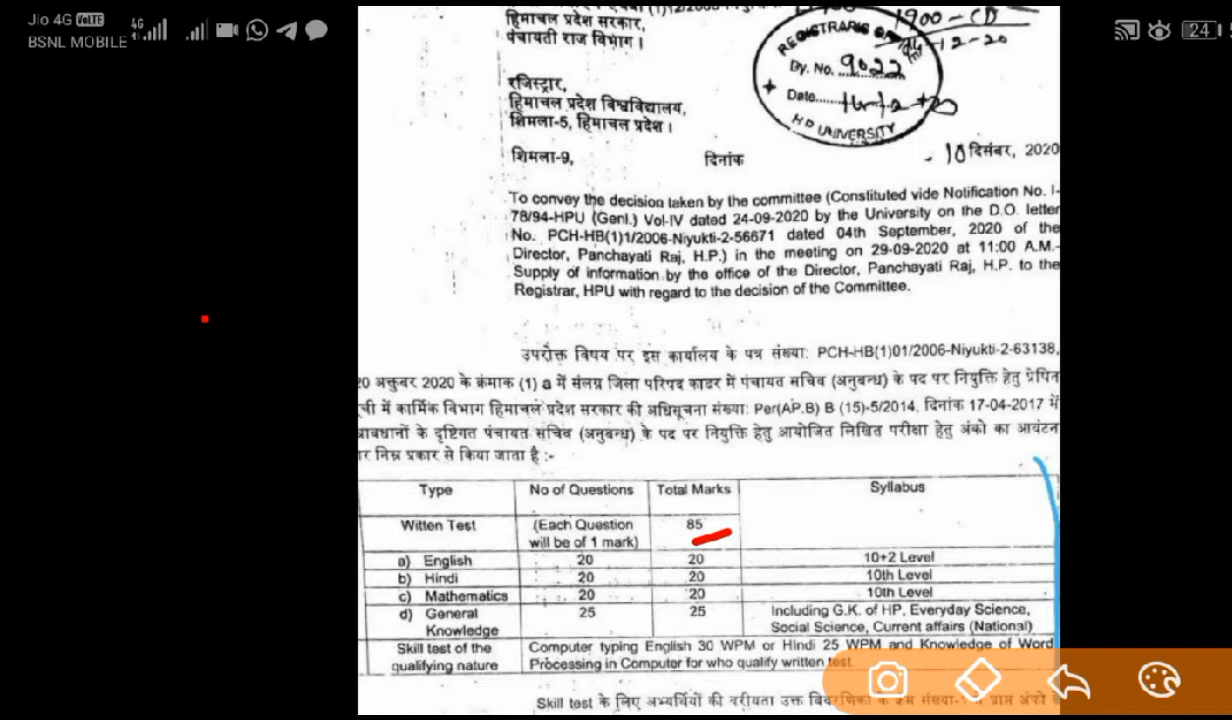 Jio 4G VoLTE
BSNL MOBILE
4G
24
हिमाचल प्रदेश सरकार,
पंचायती राज विभाग।
1900-CD
12-20
REGISTRAR'S
Dy. No. 9022
Date
H P UNIVERSITY
रजिस्ट्रार,
हिमाचल प्रदेश विश्वविद्यालय,
शिमला-5, हिमाचल प्रदेश।
शिमला-9, दिनांक 10 दिसंबर, 2020
To convey the decision taken by the committee (Constituted vide Notification No. I-
78/94-HPU (Genl.) Vol-IV dated 24-09-2020 by the University on the D.O. letter
No. PCH-HB(1)1/2006-Niyukti-2-56671 dated 04th September, 2020 of the
Director, Panchayati Raj, H.P.) in the meeting on 29-09-2020 at 11:00 A.M.-
Supply of information by the office of the Director, Panchayati Raj, H.P. to the
Registrar, HPU with regard to the decision of the Committee.
उपरोक्त विषय पर इस कार्यालय के पत्र संख्या: PCH-HB(1)01/2006-Niyukti-2-63138,
20 अक्तुबर 2020 के क्रंमाक (1) a में संलग्न जिला परिषद काडर में पंचायत सचिव (अनुबन्ध) के पद पर नियुक्ति हेतु प्रेषित
ची में कार्मिक विभाग हिमाचल प्रदेश सरकार की अधिसूचना संख्या: Per(AP.B) B (15)-5/2014, दिनांक 17-04-2017 में
प्रावधानों के दृष्टिगत पंचायत सचिव (अनुबन्ध) के पद पर नियुक्ति हेतु आयोजित लिखित परीक्षा हेतु अंको का आवंटन
र निम्न प्रकार से किया जाता है :-
Type No of Questions Total Marks Syllabus
Witten Test (Each Question will be of 1 mark) 85
a) English 20 20 10+2 Level
b) Hindi 20 20 10th Level
c) Mathematics 20 20 10th Level
d) General Knowledge 25 25 Including G.K. of HP, Everyday Science,
Social Science, Current affairs (National)
Skill test of the qualifying nature Computer typing English 30 WPM or Hindi 25 WPM and Knowledge of Word
Processing in Computer for who qualify written test
Skill test के लिए अभ्यर्थियों की वरीयता उक्त के क्रम संख्या-1 में प्राप्त अंको